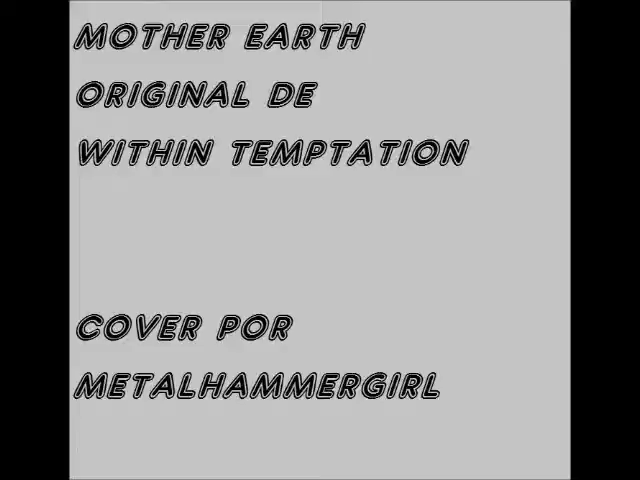 MOTHER EARTH
ORIGINAL DE
WITHIN TEMPTATION
COVER POR
METALHAMMERGIRL